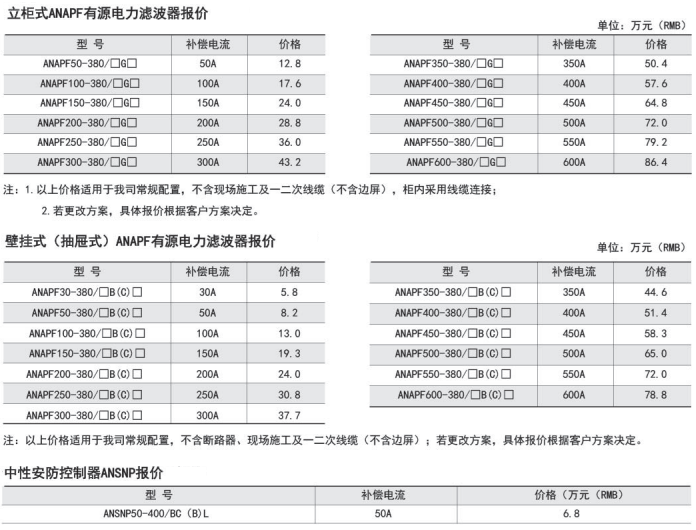 立柜式ANAPF有源电力滤波器报价
单位：万元（RMB）
型 号 补偿电流 价格
ANAPF50-380/□G□ 50A 12.8
ANAPF100-380/□G□ 100A 17.6
ANAPF150-380/□G□ 150A 24.0
ANAPF200-380/□G□ 200A 28.8
ANAPF250-380/□G□ 250A 36.0
ANAPF300-380/□G□ 300A 43.2
型 号 补偿电流 价格
ANAPF350-380/□G□ 350A 50.4
ANAPF400-380/□G□ 400A 57.6
ANAPF450-380/□G□ 450A 64.8
ANAPF500-380/□G□ 500A 72.0
ANAPF550-380/□G□ 550A 79.2
ANAPF600-380/□G□ 600A 86.4
注：1.以上价格适用于我司常规配置，不含现场施工及一二次线缆（不含边屏），柜内采用线缆连接；
2.若更改方案，具体报价根据客户方案决定。
壁挂式（抽屉式）ANAPF有源电力滤波器报价
单位：万元（RMB）
型 号 补偿电流 价格
ANAPF30-380/□B(C)□ 30A 5.8
ANAPF50-380/□B(C)□ 50A 8.2
ANAPF100-380/□B(C)□ 100A 13.0
ANAPF150-380/□B(C)□ 150A 19.3
ANAPF200-380/□B(C)□ 200A 24.0
ANAPF250-380/□B(C)□ 250A 30.8
ANAPF300-380/□B(C)□ 300A 37.7
型 号 补偿电流 价格
ANAPF350-380/□B(C)□ 350A 44.6
ANAPF400-380/□B(C)□ 400A 51.4
ANAPF450-380/□B(C)□ 450A 58.3
ANAPF500-380/□B(C)□ 500A 65.0
ANAPF550-380/□B(C)□ 550A 72.0
ANAPF600-380/□B(C)□ 600A 78.8
注：以上价格适用于我司常规配置，不含断路器、现场施工及一二次线缆（不含边屏）；若更改方案，具体报价根据客户方案决定。
中性安防控制器ANSNP报价
型 号 补偿电流 价格（万元（RMB）
ANSNP50-400/BC（B）L 50A 6.8